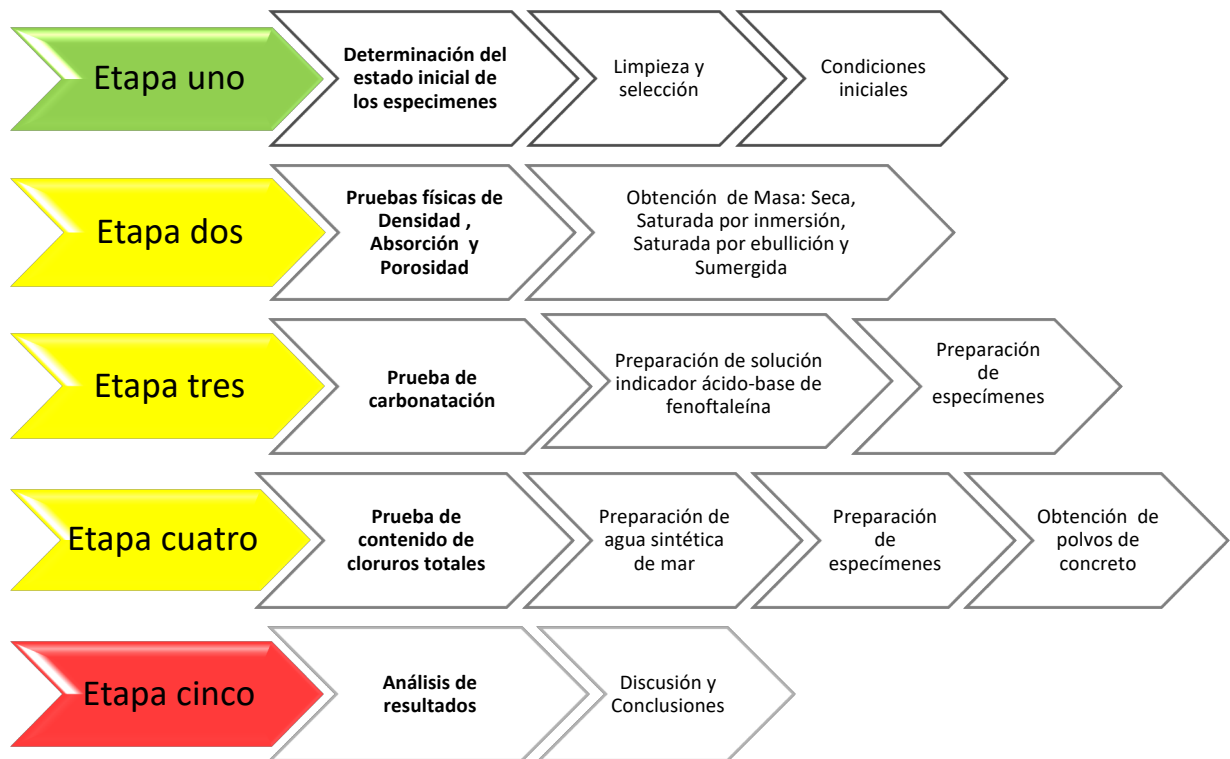 Etapa uno
Determinación del
estado inicial de
los especimenes
Limpieza y
selección
Condiciones
iniciales
Etapa dos
Pruebas físicas de
Densidad ,
Absorción y
Porosidad
Obtención de Masa: Seca,
Saturada por inmersión,
Saturada por ebullición y
Sumergida
Etapa tres
Prueba de
carbonatación
Preparación de solución
indicador ácido-base de
fenoftaleína
Preparación
de
especímenes
Etapa cuatro
Prueba de
contenido de
cloruros totales
Preparación de
agua sintética
de mar
Preparación
de
especímenes
Obtención de
polvos de
concreto
Etapa cinco
Análisis de
resultados
Discusión y
Conclusiones